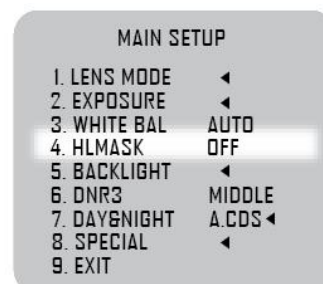 MAIN SETUP
1. LENS MODE ◄
2. EXPOSURE ◄
3. WHITE BAL AUTO
4. HLMASK OFF
5. BACKLIGHT ◄
6. DNR3 MIDDLE
7. DAY&NIGHT A.CDS◄
8. SPECIAL ◄
9. EXIT